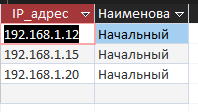 IP_адрес Наименова
192.168.1.12 Начальный
192.168.1.15 Начальный
192.168.1.20 Начальный